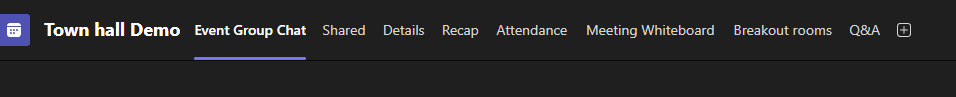 Town hall Demo Event Group Chat Shared Details Recap Attendance Meeting Whiteboard Breakout rooms Q&A